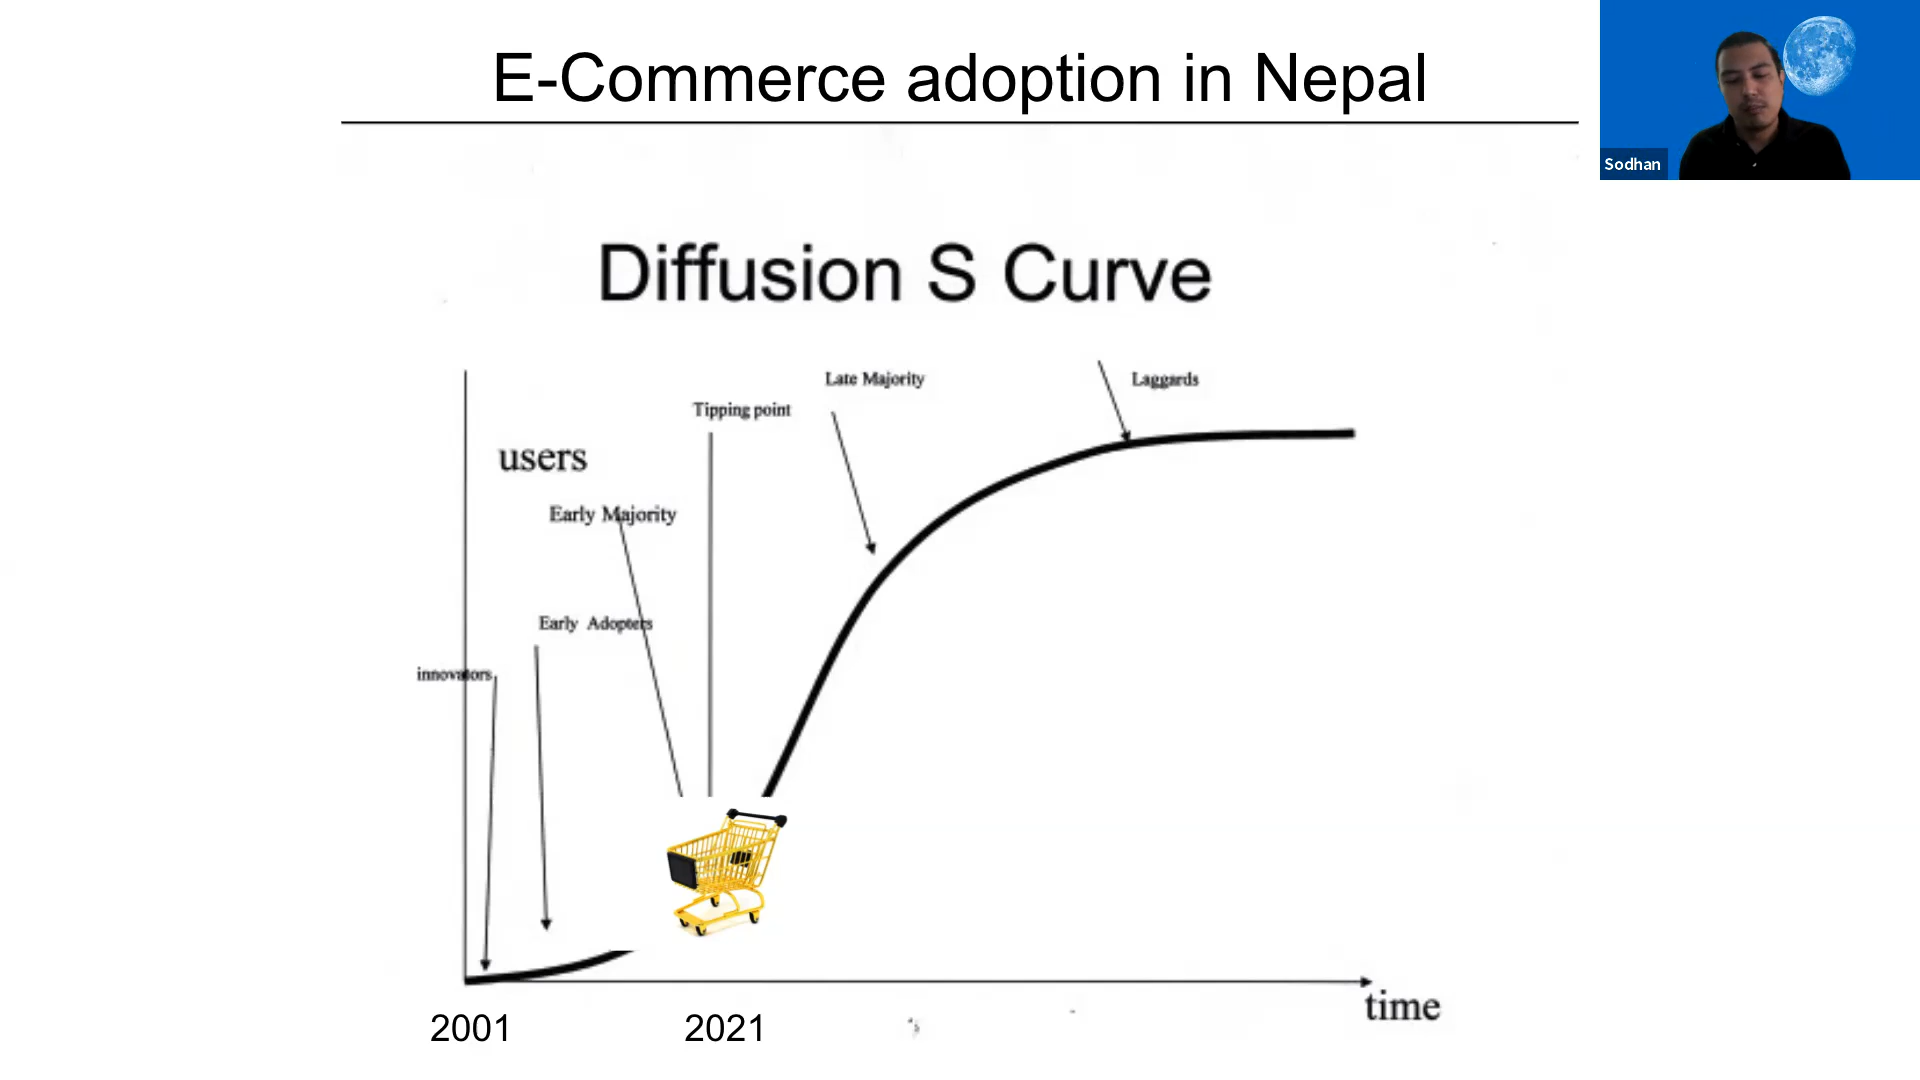 E-Commerce adoption in Nepal
Sodhan
Diffusion S Curve
Late Majority
Laggards
Tipping point
users
Early Majority
Early Adopters
innovators
time
2001
2021